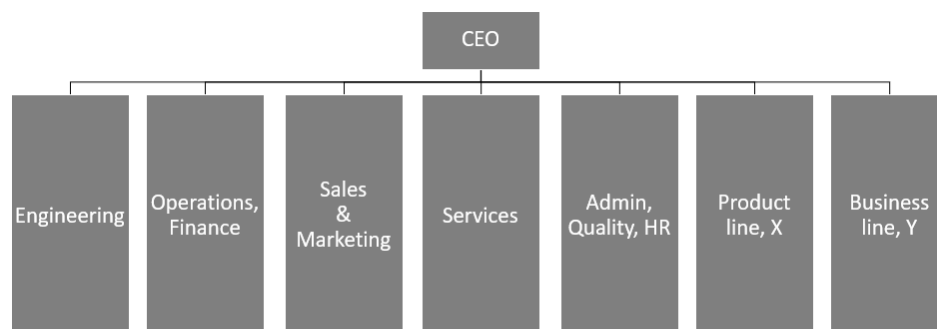 CEO
Engineering
Operations,
Finance
Sales
&
Marketing
Services
Admin,
Quality, HR
Product
line, X
Business
line, Y